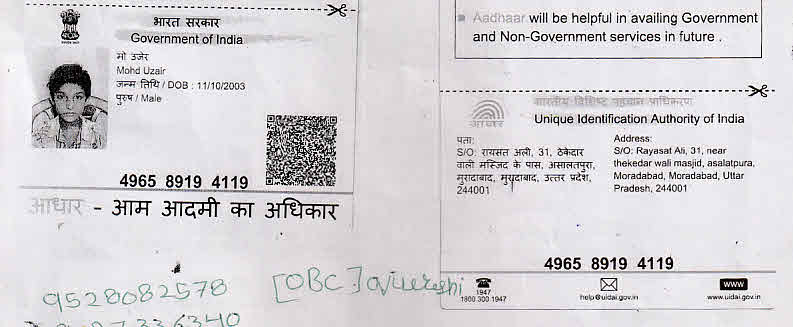 भारत सरकार
Government of India
मो उजेर
Mohd Uzair
जन्म तिथि / DOB : 11/10/2003
पुरुष / Male
4965 8919 4119
आधार - आम आदमी का अधिकार
9528082578
[OBC]
Aadhaar will be helpful in availing Government
and Non-Government services in future .
भारतीय विशिष्ट पहचान प्राधिकरण
Unique Identification Authority of India
आधार
पता:
S/O: रायसत अली, 31, ठेकेदार
वाली मस्जिद के पास, असालतपुरा,
मुरादाबाद, मुरादाबाद, उत्तर प्रदेश,
244001
Address:
S/O: Rayasat Ali, 31, near
thekedar wali masjid, asalatpura,
Moradabad, Moradabad, Uttar
Pradesh, 244001
4965 8919 4119
1947
1800 300 1947
help@uidai.gov.in
www
www.uidai.gov.in